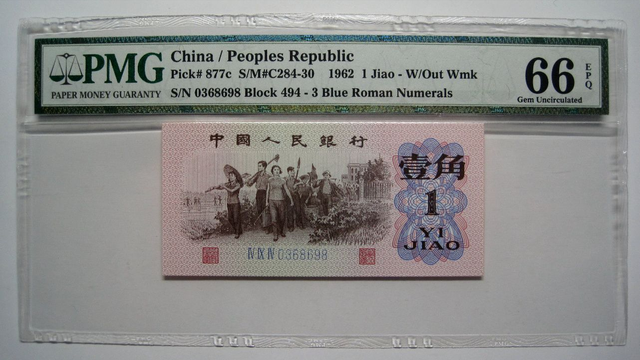 PMG
PAPER MONEY GUARANTY
China / Peoples Republic
Pick# 877c S/M#C284-30 1962 1 Jiao - W/Out Wmk
S/N 0368698 Block 494 - 3 Blue Roman Numerals
66 EPQ
Gem Uncirculated
中國人民銀行
壹角
1
YI
JIAO
ⅣⅨⅣ 0368698